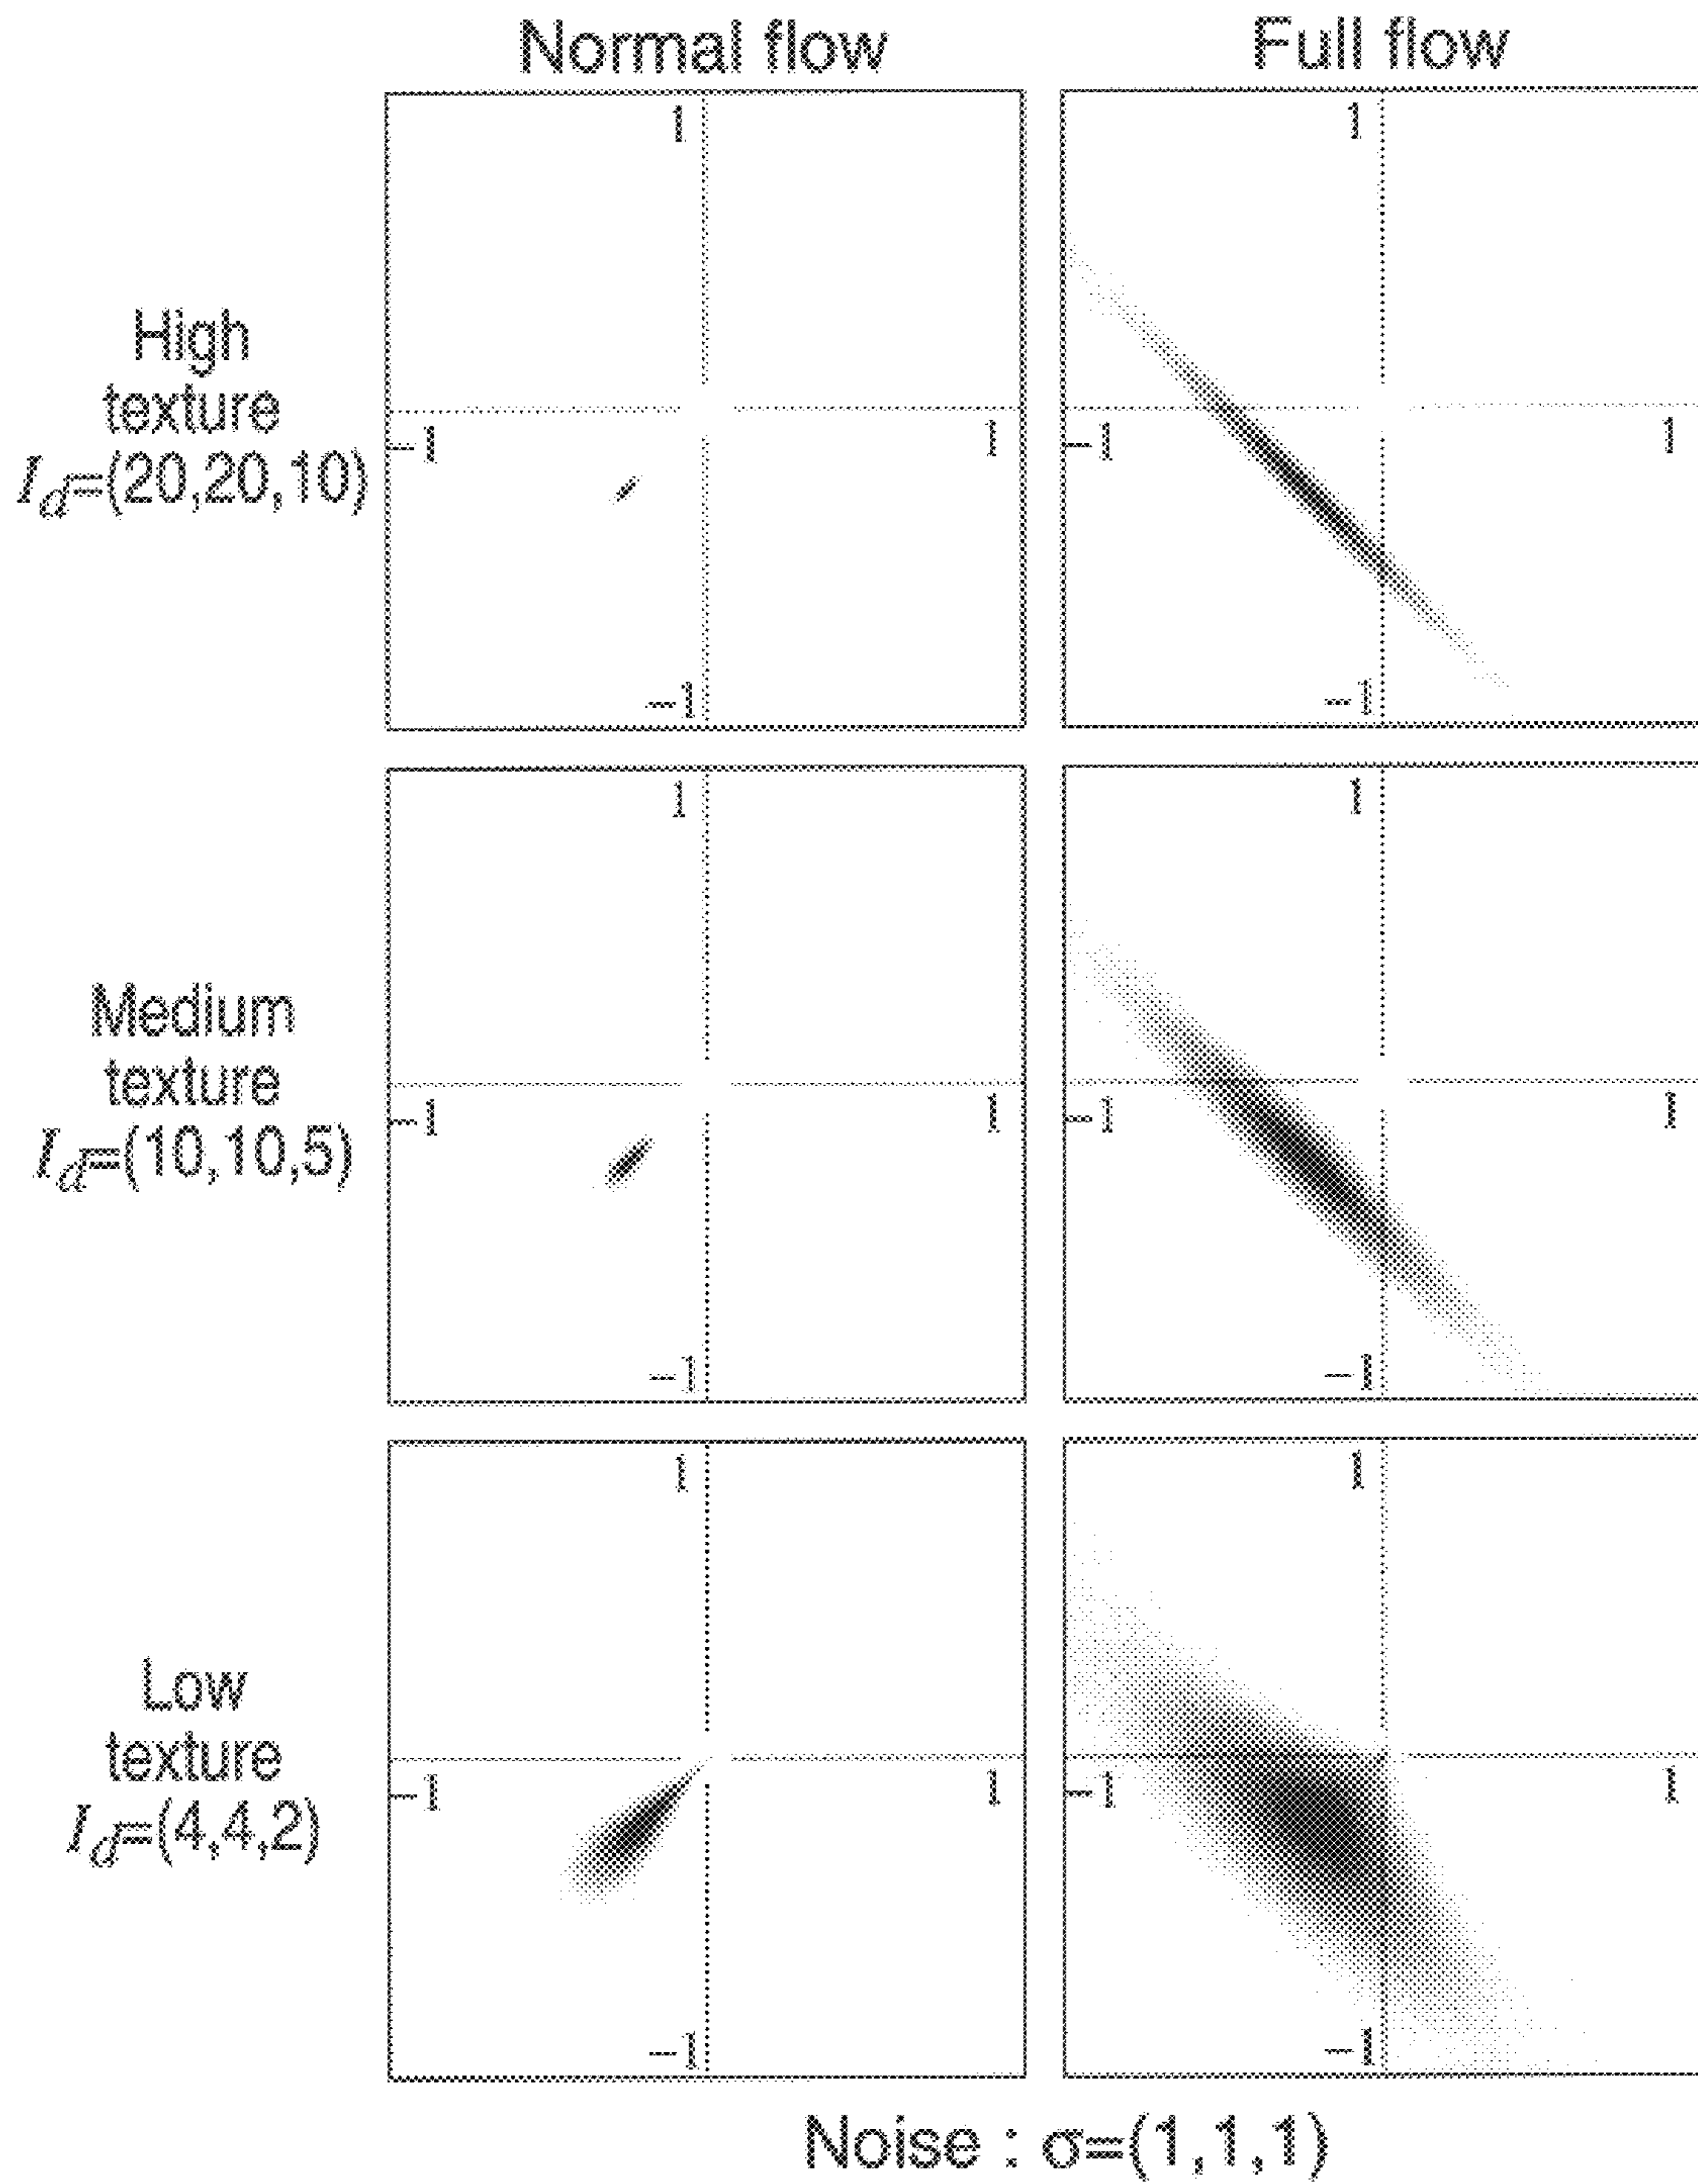 Normal flow
Full flow
1
1
High
texture
I_d=(20,20,10)
−1
1
−1
1
−1
−1
1
1
Medium
texture
I_d=(10,10,5)
−1
1
−1
1
−1
−1
1
1
Low
texture
I_d=(4,4,2)
−1
1
−1
1
−1
−1
Noise : σ=(1,1,1)